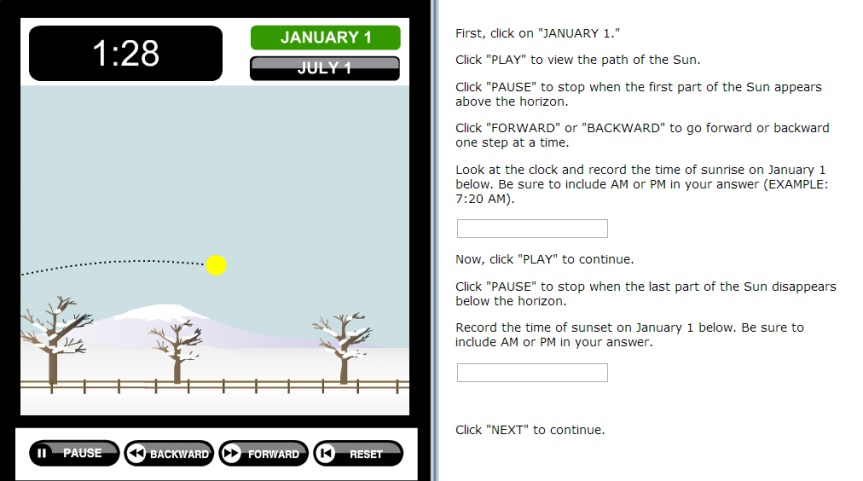 1:28
JANUARY 1
JULY 1
PAUSE
BACKWARD
FORWARD
RESET
First, click on "JANUARY 1."
Click "PLAY" to view the path of the Sun.
Click "PAUSE" to stop when the first part of the Sun appears
above the horizon.
Click "FORWARD" or "BACKWARD" to go forward or backward
one step at a time.
Look at the clock and record the time of sunrise on January 1
below. Be sure to include AM or PM in your answer (EXAMPLE:
7:20 AM).
Now, click "PLAY" to continue.
Click "PAUSE" to stop when the last part of the Sun disappears
below the horizon.
Record the time of sunset on January 1 below. Be sure to
include AM or PM in your answer.
Click "NEXT" to continue.